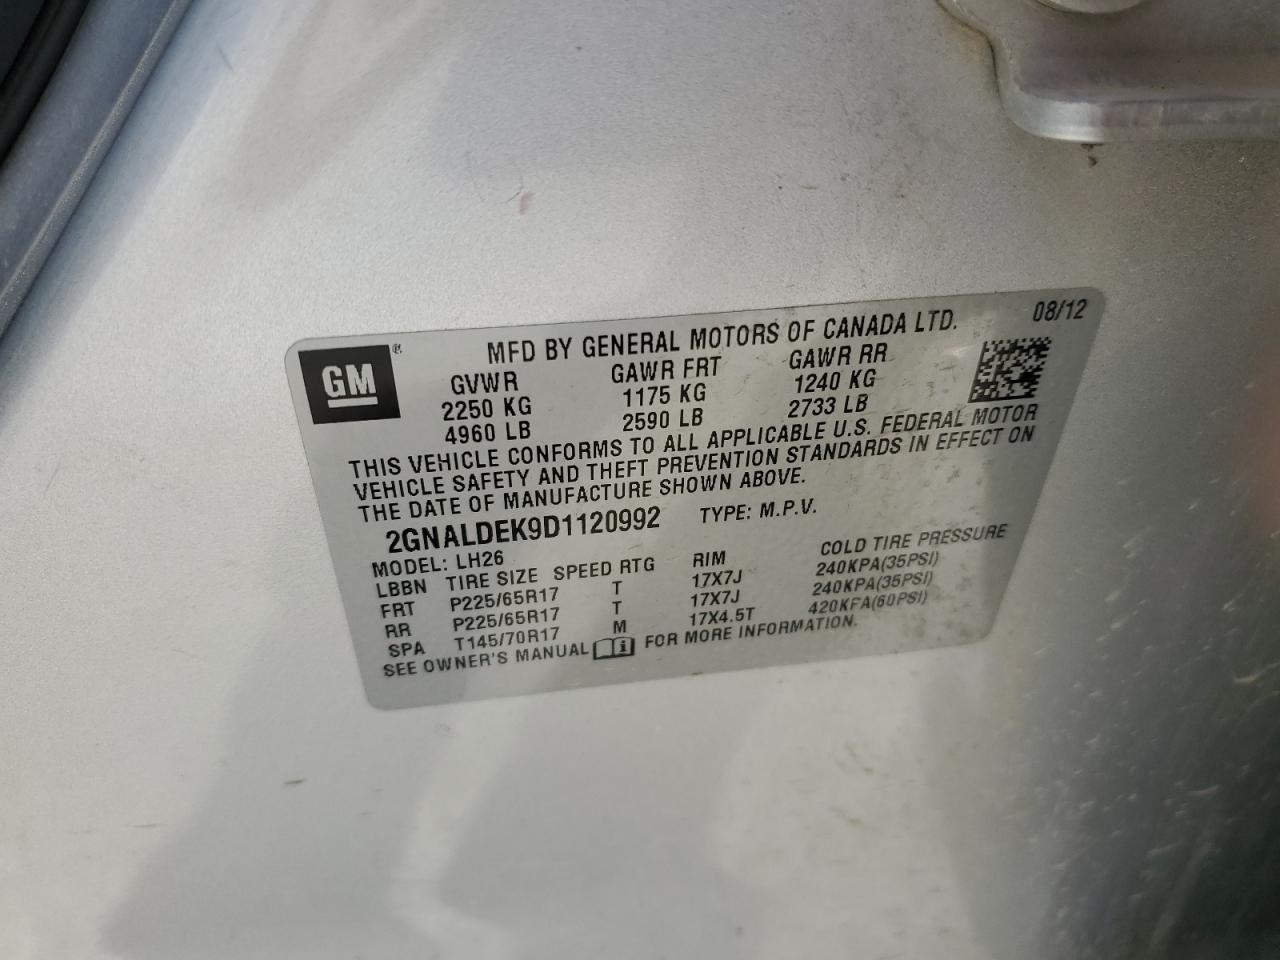 GM ®
MFD BY GENERAL MOTORS OF CANADA LTD. 08/12
GVWR GAWR FRT GAWR RR
2250 KG 1175 KG 1240 KG
4960 LB 2590 LB 2733 LB
THIS VEHICLE CONFORMS TO ALL APPLICABLE U.S. FEDERAL MOTOR
VEHICLE SAFETY AND THEFT PREVENTION STANDARDS IN EFFECT ON
THE DATE OF MANUFACTURE SHOWN ABOVE.
2GNALDEK9D1120992 TYPE: M.P.V.
MODEL: LH26
LBBN TIRE SIZE SPEED RTG RIM COLD TIRE PRESSURE
FRT P225/65R17 T 17X7J 240KPA(35PSI)
RR P225/65R17 T 17X7J 240KPA(35PSI)
SPA T145/70R17 M 17X4.5T 420KPA(60PSI)
SEE OWNER'S MANUAL i FOR MORE INFORMATION.